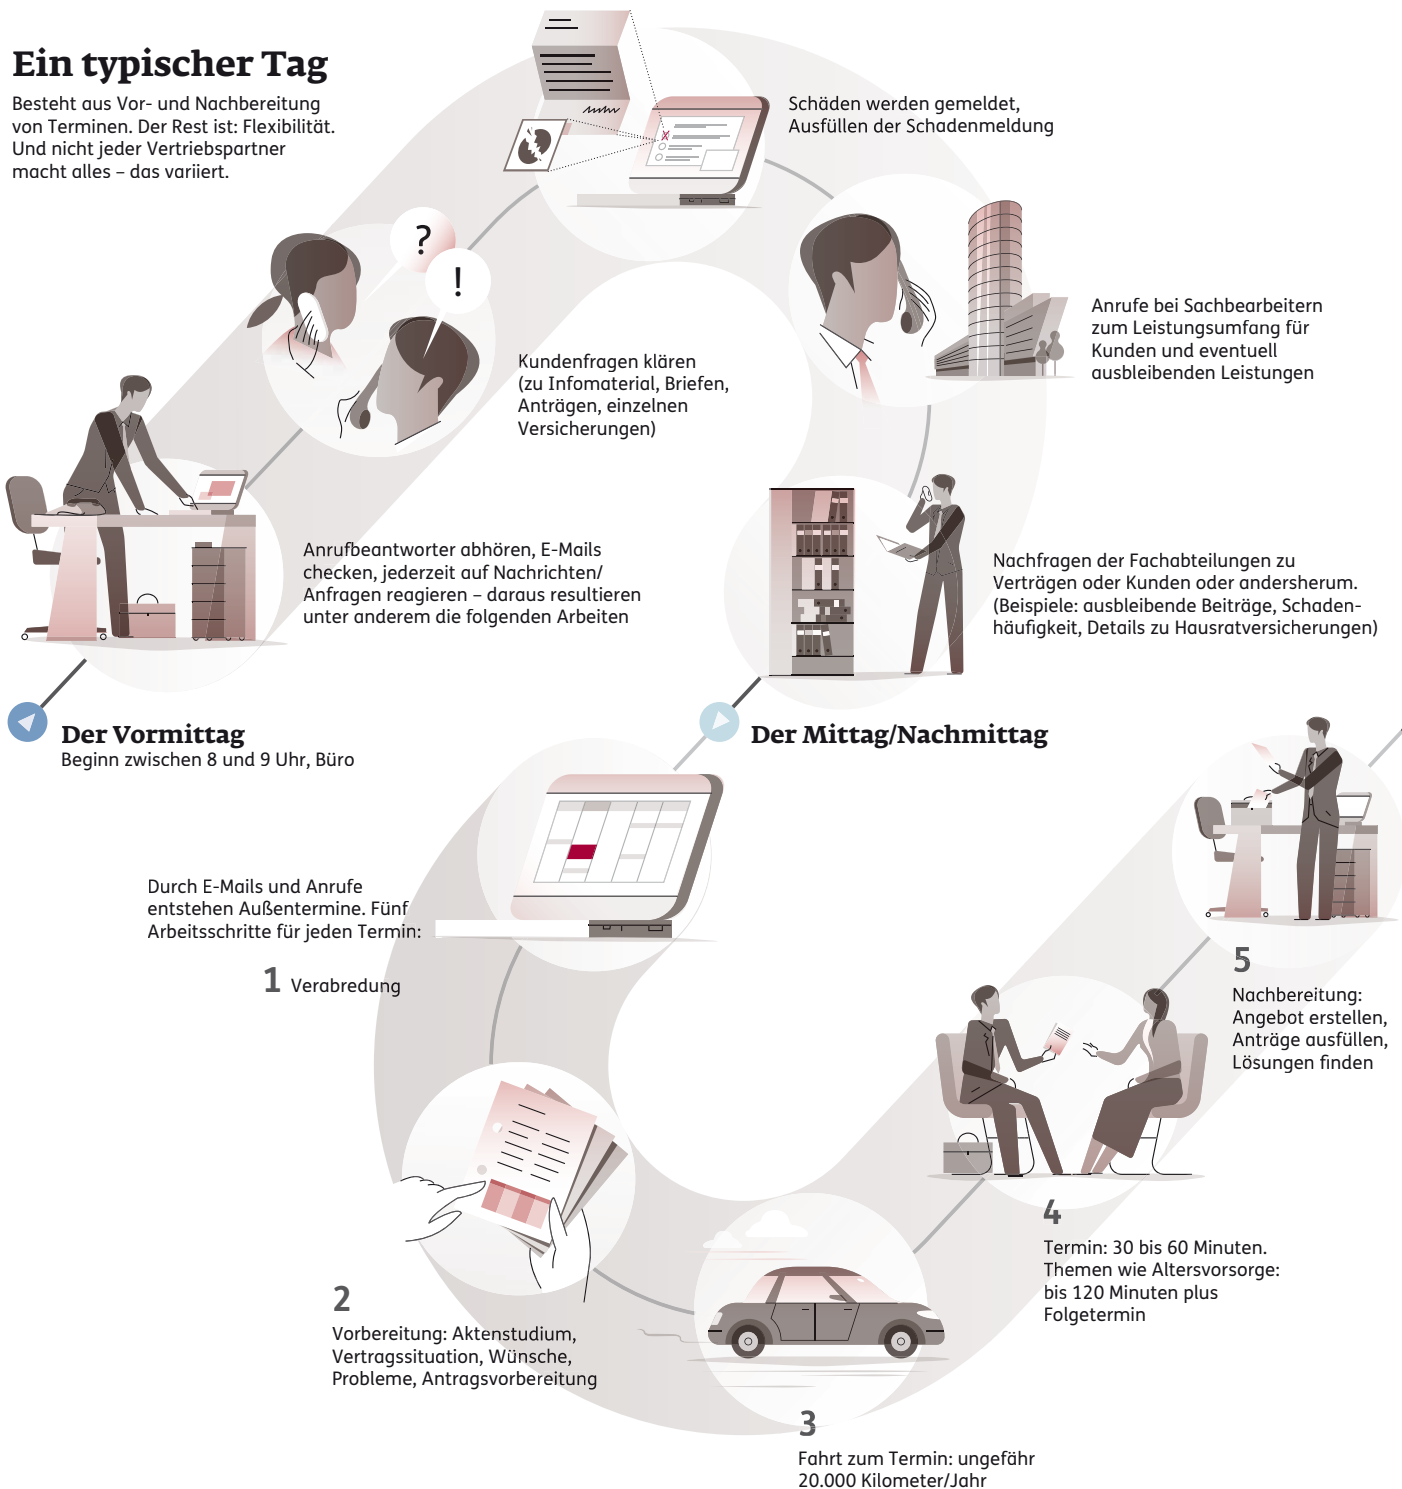 Ein typischer Tag
Besteht aus Vor- und Nachbereitung
von Terminen. Der Rest ist: Flexibilität.
Und nicht jeder Vertriebspartner
macht alles – das variiert.
Schäden werden gemeldet,
Ausfüllen der Schadenmeldung
?
!
Anrufe bei Sachbearbeitern
zum Leistungsumfang für
Kunden und eventuell
ausbleibenden Leistungen
Kundenfragen klären
(zu Infomaterial, Briefen,
Anträgen, einzelnen
Versicherungen)
Anrufbeantworter abhören, E-Mails
checken, jederzeit auf Nachrichten/
Anfragen reagieren – daraus resultieren
unter anderem die folgenden Arbeiten
Nachfragen der Fachabteilungen zu
Verträgen oder Kunden oder andersherum.
(Beispiele: ausbleibende Beiträge, Schaden-
häufigkeit, Details zu Hausratversicherungen)
Der Vormittag
Beginn zwischen 8 und 9 Uhr, Büro
Der Mittag/Nachmittag
Durch E-Mails und Anrufe
entstehen Außentermine. Fünf
Arbeitsschritte für jeden Termin:
1 Verabredung
2
Vorbereitung: Aktenstudium,
Vertragssituation, Wünsche,
Probleme, Antragsvorbereitung
3
Fahrt zum Termin: ungefähr
20.000 Kilometer/Jahr
4
Termin: 30 bis 60 Minuten.
Themen wie Altersvorsorge:
bis 120 Minuten plus
Folgetermin
5
Nachbereitung:
Angebot erstellen,
Anträge ausfüllen,
Lösungen finden